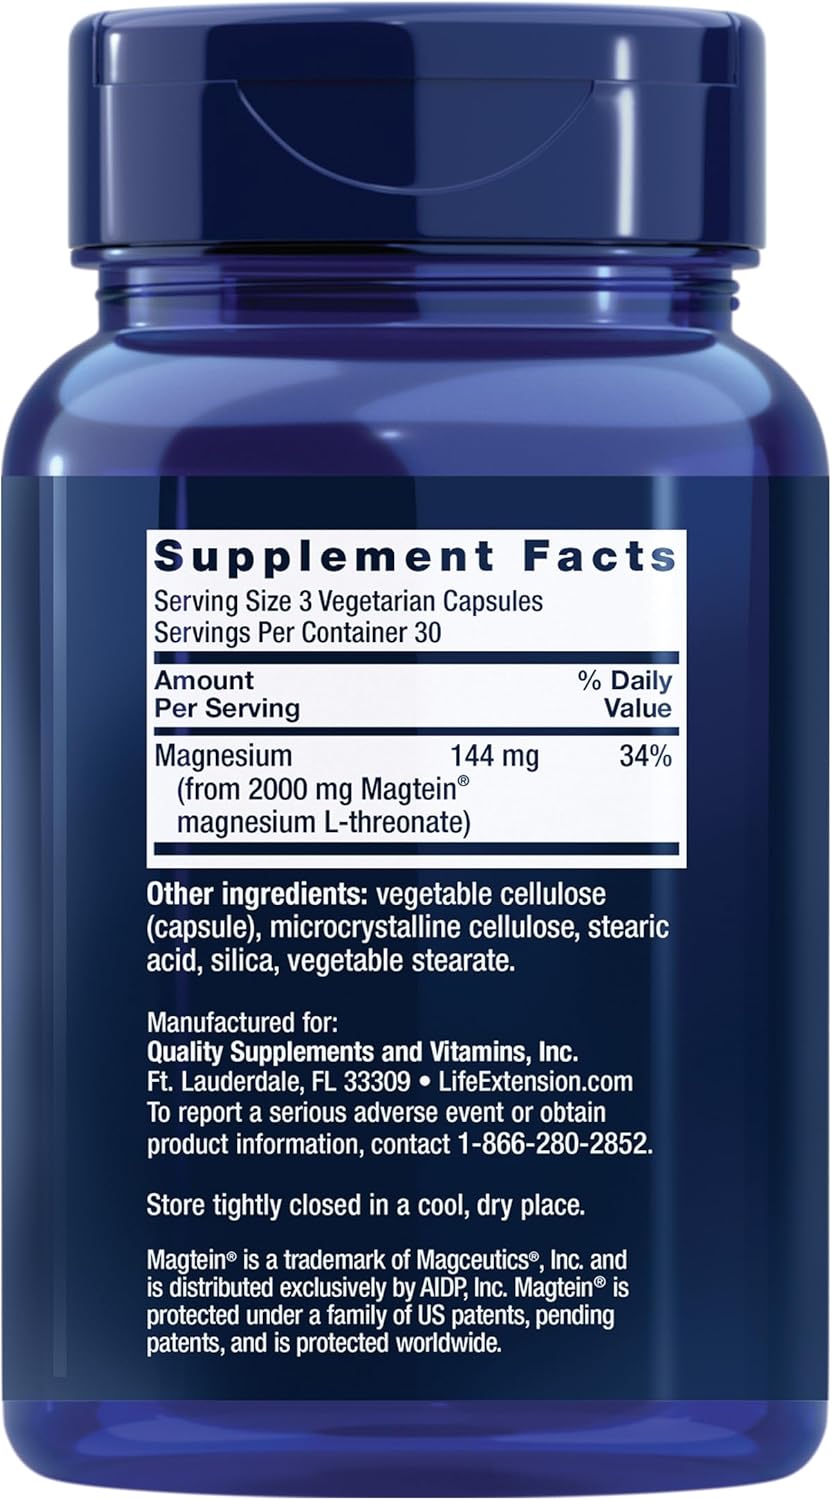 Supplement Facts
Serving Size 3 Vegetarian Capsules
Servings Per Container 30
Amount % Daily
Per Serving Value
Magnesium 144 mg 34%
(from 2000 mg Magtein®
magnesium L-threonate)
Other ingredients: vegetable cellulose
(capsule), microcrystalline cellulose, stearic
acid, silica, vegetable stearate.
Manufactured for:
Quality Supplements and Vitamins, Inc.
Ft. Lauderdale, FL 33309 • LifeExtension.com
To report a serious adverse event or obtain
product information, contact 1-866-280-2852.
Store tightly closed in a cool, dry place.
Magtein® is a trademark of Magceutics®, Inc. and
is distributed exclusively by AIDP, Inc. Magtein® is
protected under a family of US patents, pending
patents, and is protected worldwide.